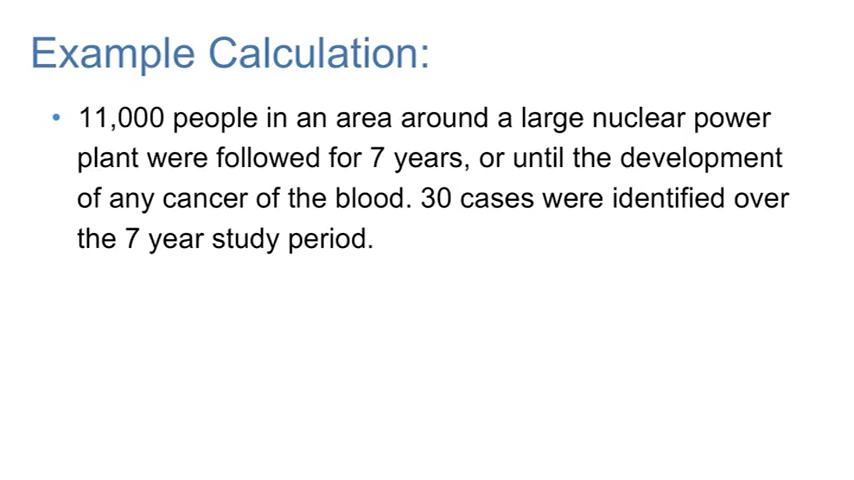 Example Calculation:
• 11,000 people in an area around a large nuclear power
plant were followed for 7 years, or until the development
of any cancer of the blood. 30 cases were identified over
the 7 year study period.